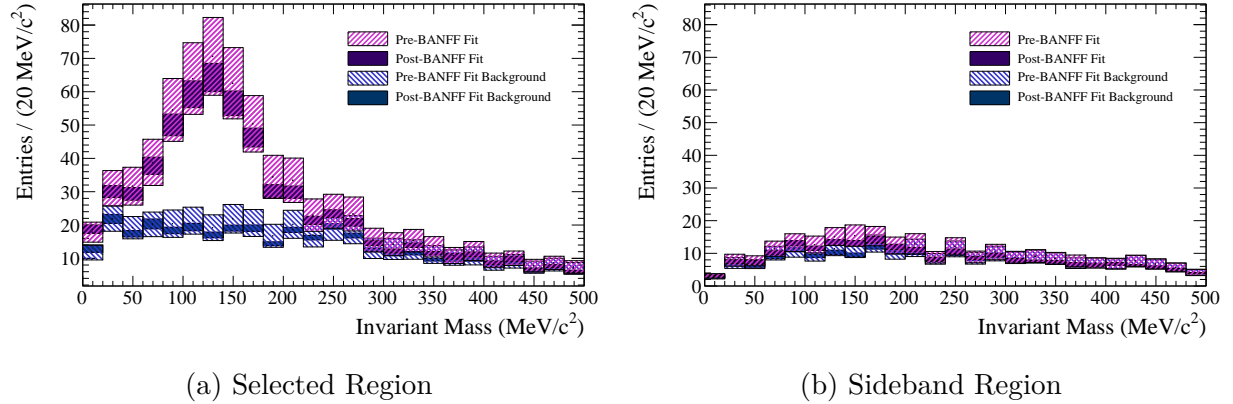 Entries / (20 MeV/c²)
80
70
60
50
40
30
20
10
0 50 100 150 200 250 300 350 400 450 500
Invariant Mass (MeV/c²)
Pre-BANFF Fit
Post-BANFF Fit
Pre-BANFF Fit Background
Post-BANFF Fit Background
(a) Selected Region
Entries / (20 MeV/c²)
80
70
60
50
40
30
20
10
0
0 50 100 150 200 250 300 350 400 450 500
Invariant Mass (MeV/c²)
Pre-BANFF Fit
Post-BANFF Fit
Pre-BANFF Fit Background
Post-BANFF Fit Background
(b) Sideband Region